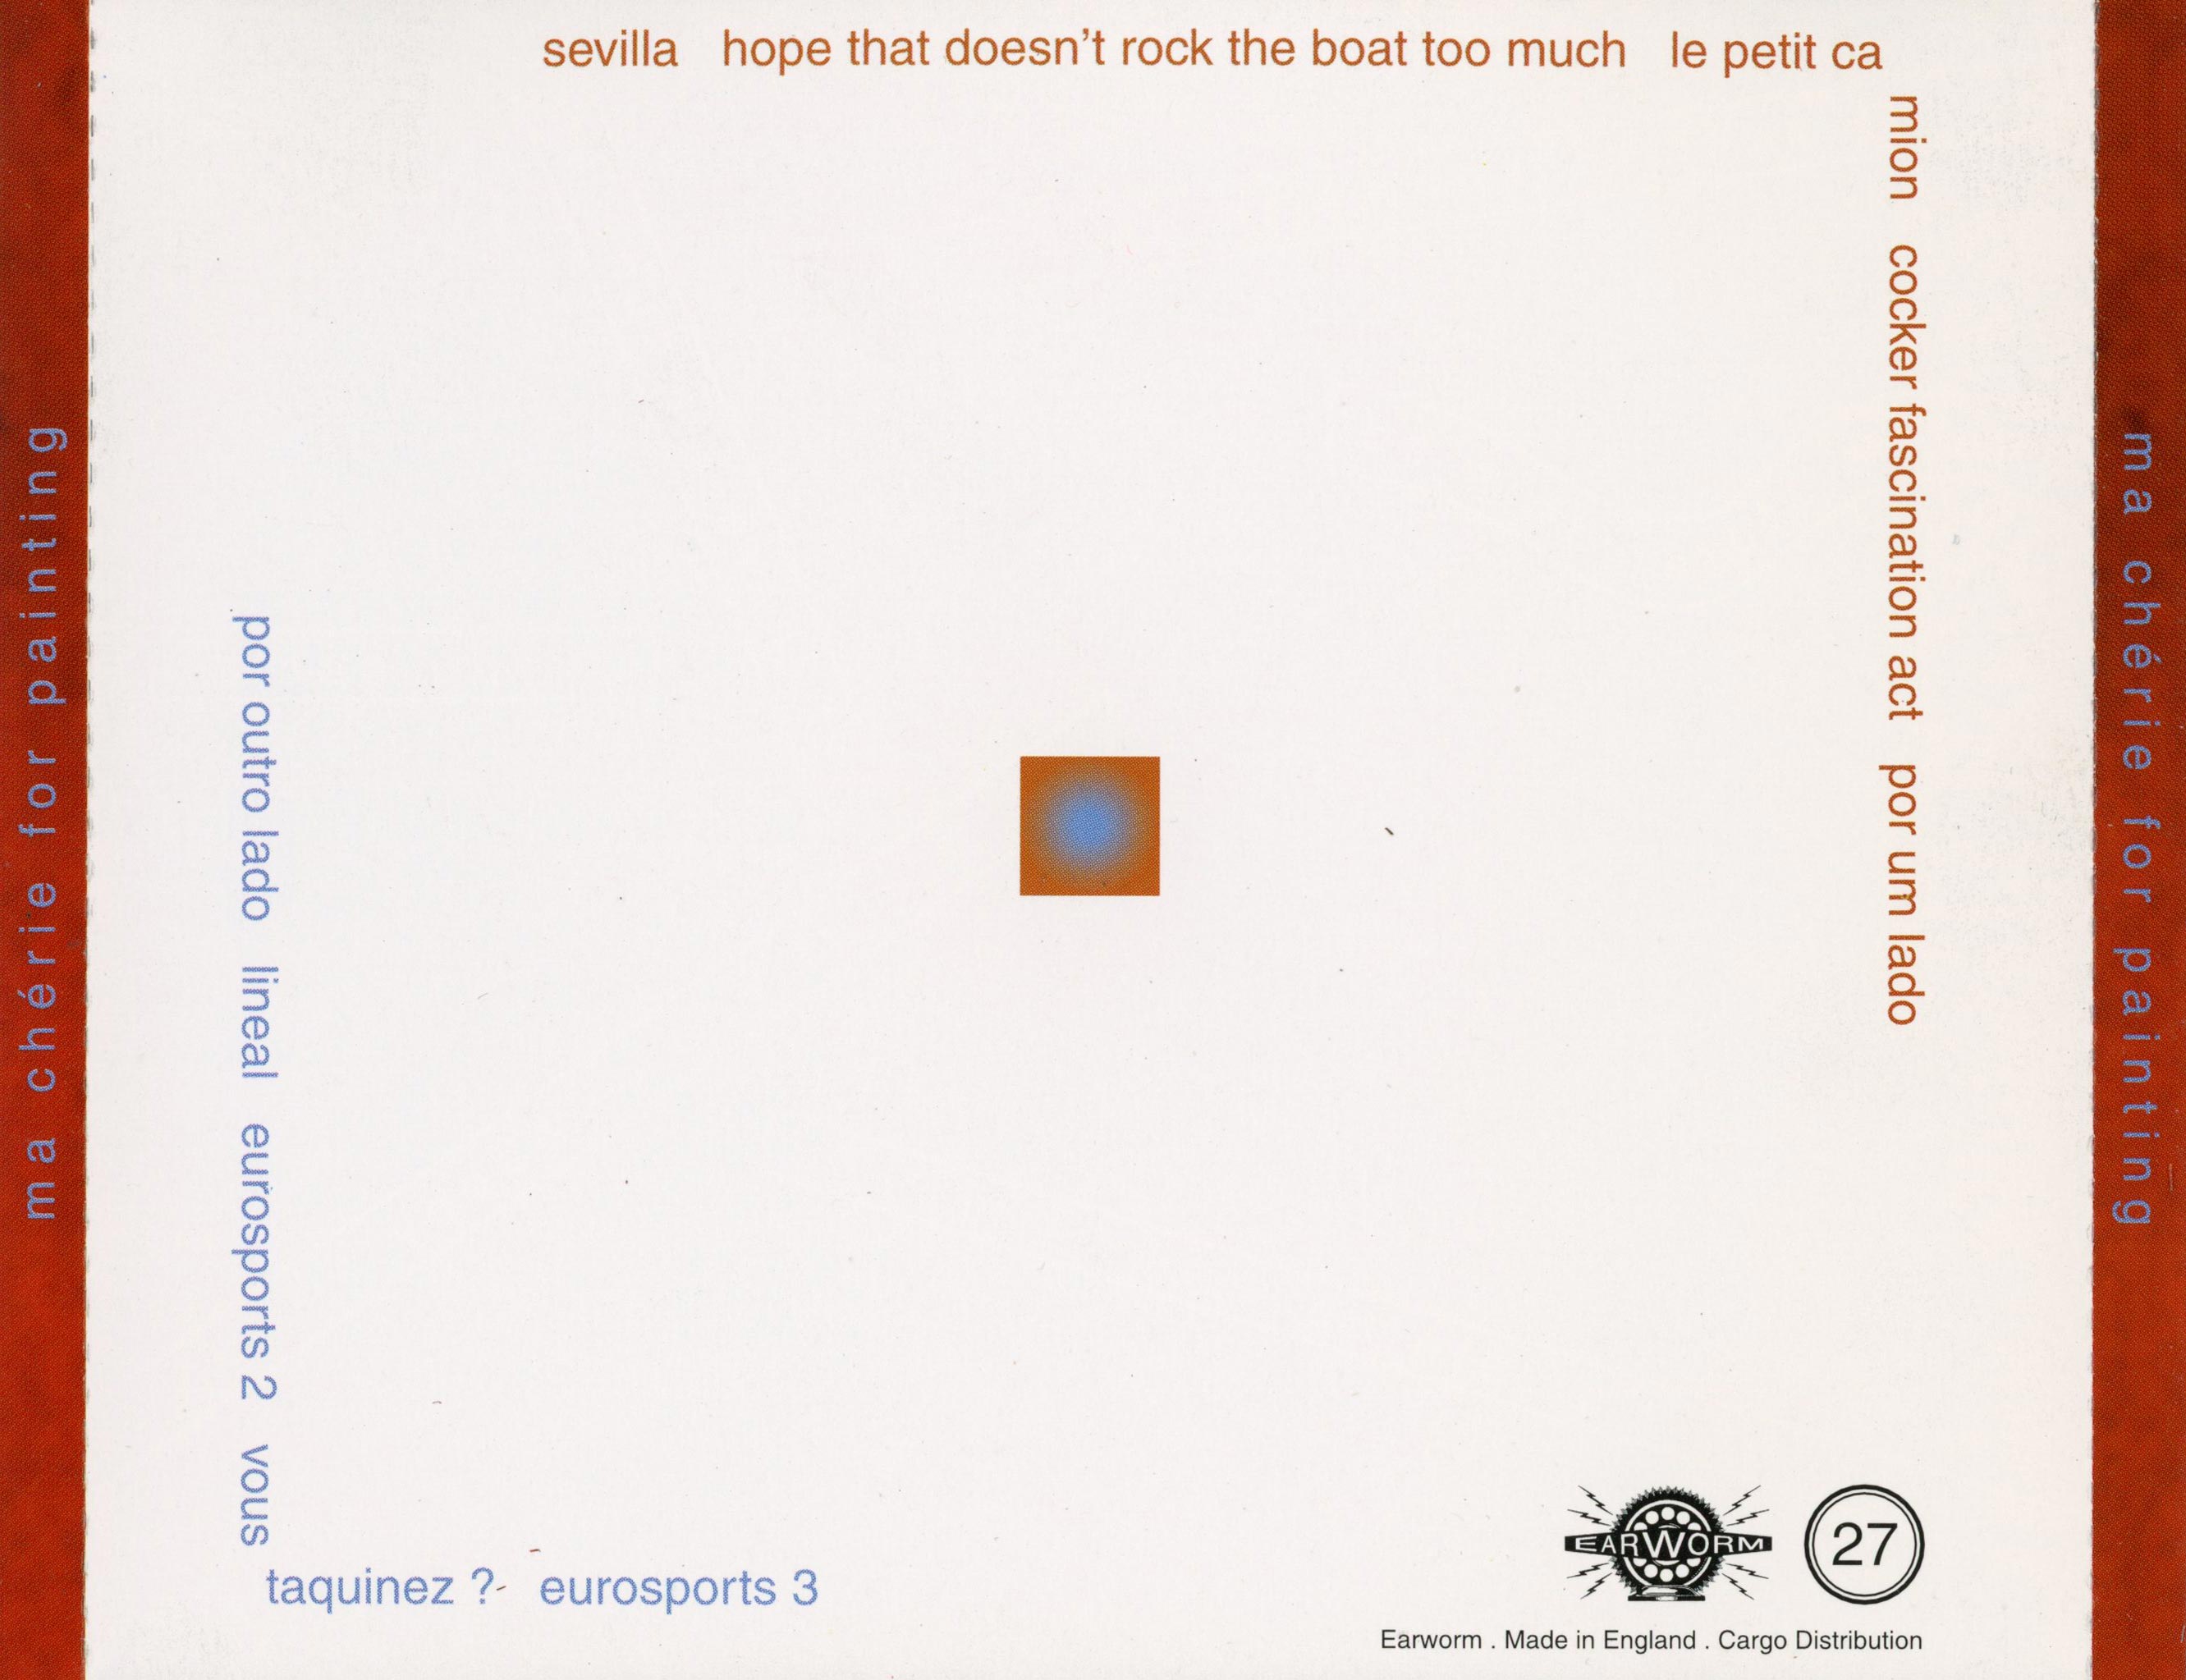 sevilla hope that doesn't rock the boat too much le petit ca
mion cocker fascination act por um lado
por outro lado lineal eurosports 2 vous
taquinez ? eurosports 3
ma chérie for painting
ma chérie for painting
EARWORM
27
Earworm . Made in England . Cargo Distribution